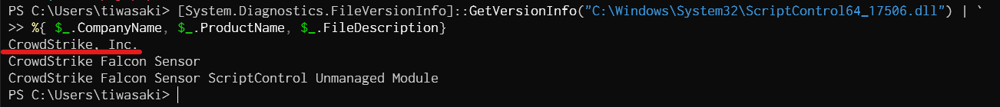 PS C:\Users\tiwasaki> [System.Diagnostics.FileVersionInfo]::GetVersionInfo("C:\Windows\System32\ScriptControl64_17506.dll") | `
>> %{ $_.CompanyName, $_.ProductName, $_.FileDescription}
CrowdStrike, Inc.
CrowdStrike Falcon Sensor
CrowdStrike Falcon Sensor ScriptControl Unmanaged Module
PS C:\Users\tiwasaki>